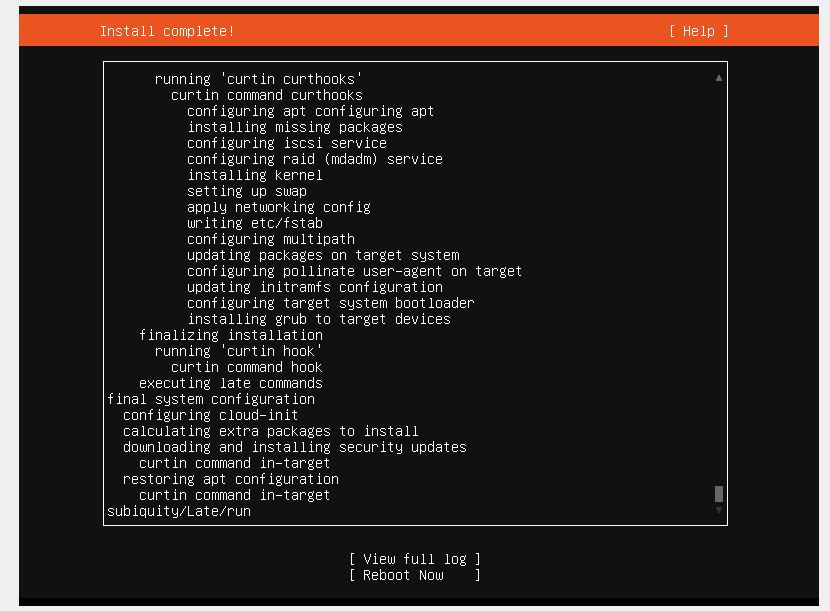 Install complete!
[ Help ]
running 'curtin curthooks'
curtin command curthooks
configuring apt configuring apt
installing missing packages
configuring iscsi service
configuring raid (mdadm) service
installing kernel
setting up swap
apply networking config
writing etc/fstab
configuring multipath
updating packages on target system
configuring pollinate user-agent on target
updating initramfs configuration
configuring target system bootloader
installing grub to target devices
finalizing installation
running 'curtin hook'
curtin command hook
executing late commands
final system configuration
configuring cloud-init
calculating extra packages to install
downloading and installing security updates
curtin command in-target
restoring apt configuration
curtin command in-target
subiquity/Late/run
[ View full log ]
[ Reboot Now ]